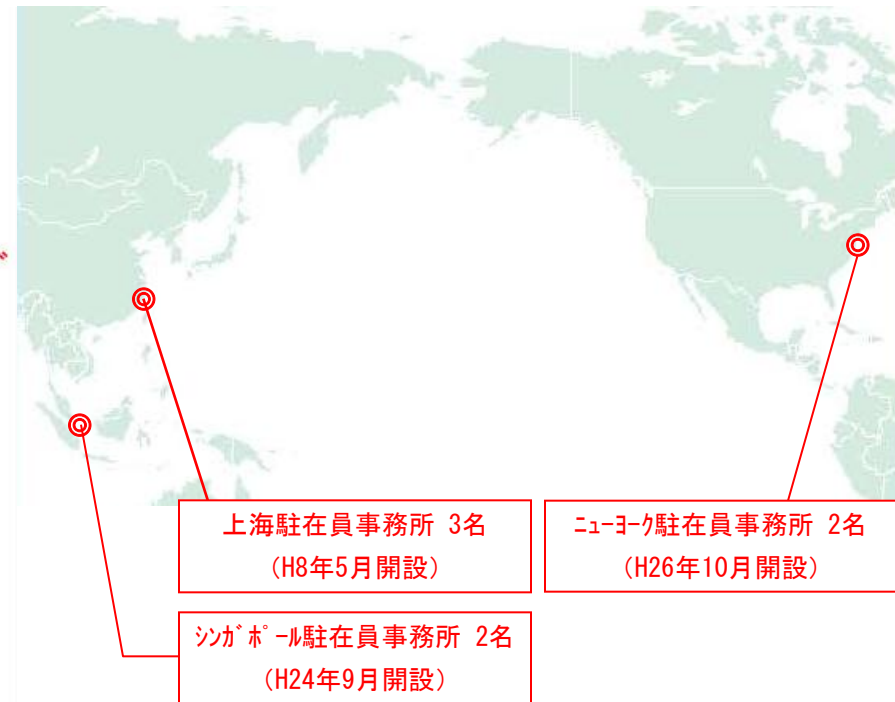 上海駐在員事務所 3名
(H8年5月開設)
ﾆｭｰﾖｰｸ駐在員事務所 2名
(H26年10月開設)
ｼﾝｶﾞﾎﾟｰﾙ駐在員事務所 2名
(H24年9月開設)